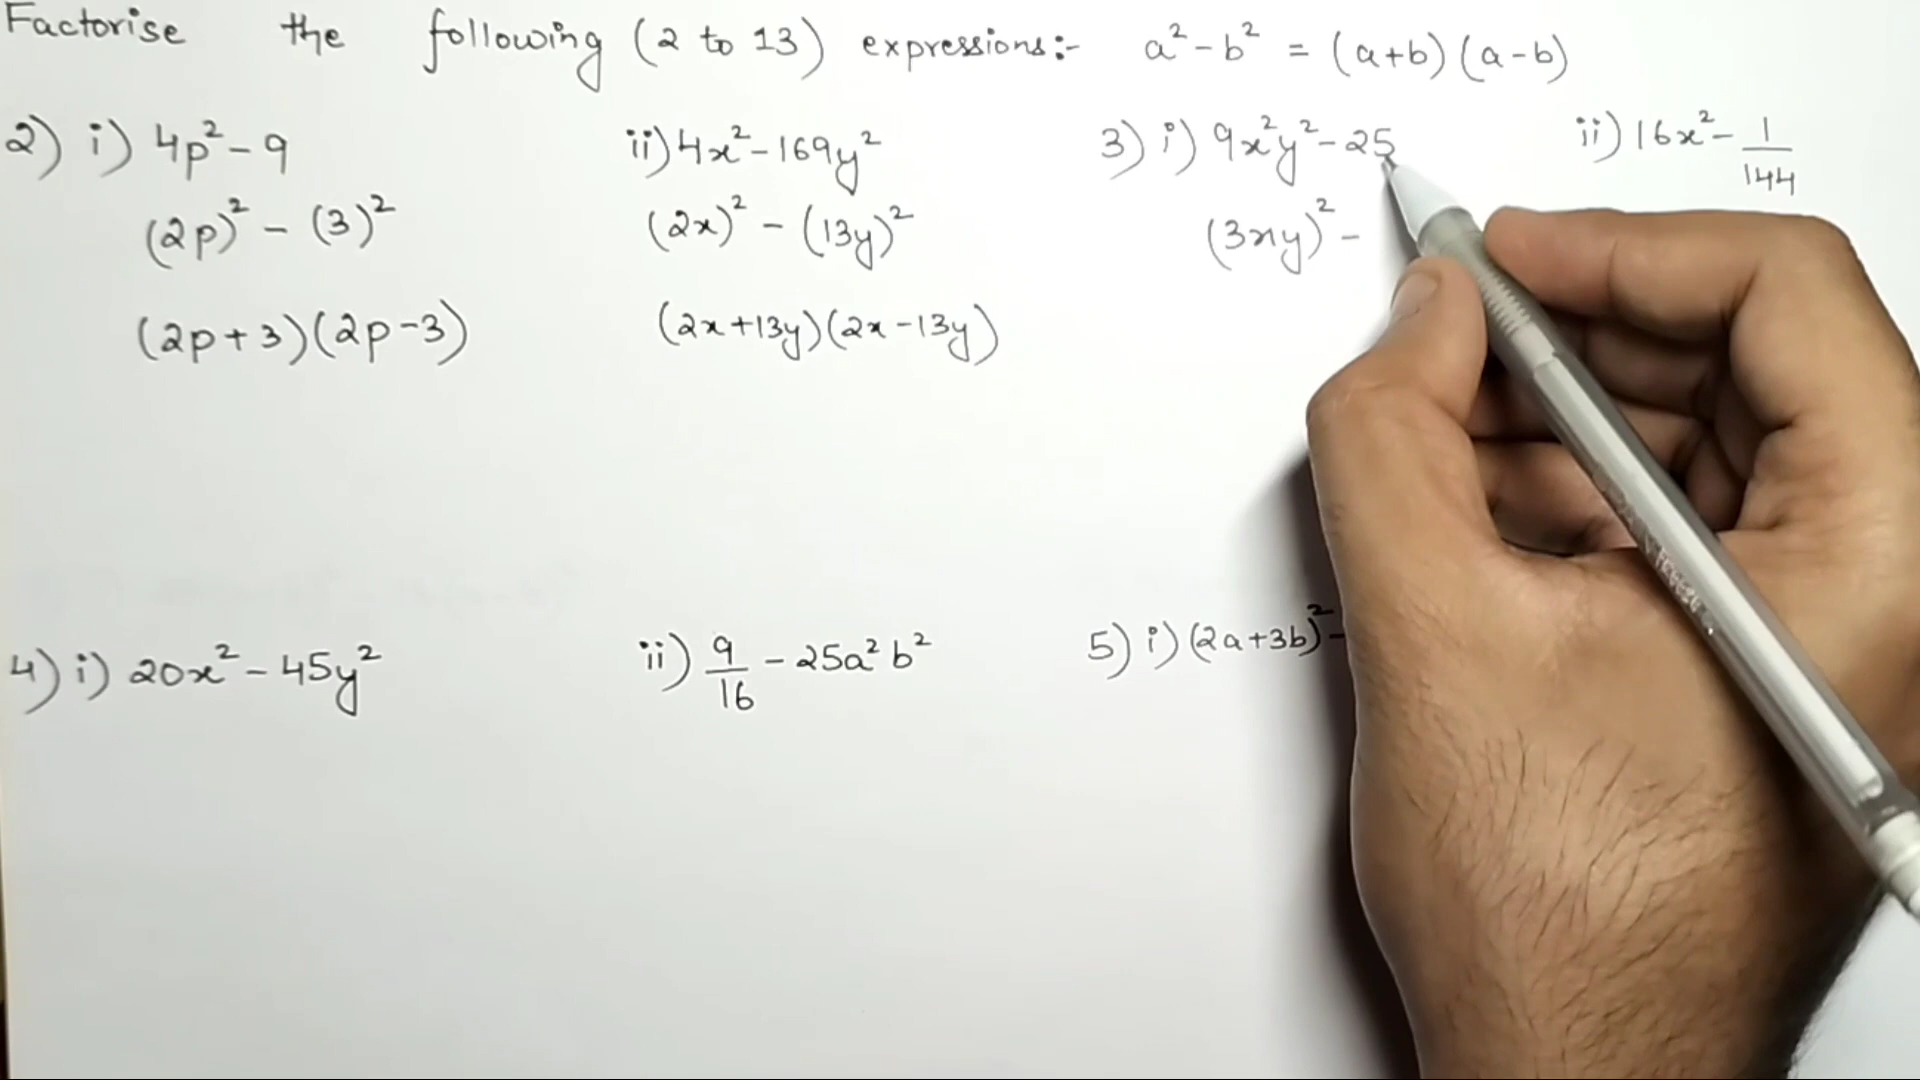 Factorise the following (2 to 13) expressions:- a² - b² = (a+b)(a-b)
2) i) 4p² - 9
(2p)² - (3)²
(2p+3)(2p-3)
ii) 4x² - 169y²
(2x)² - (13y)²
(2x+13y)(2x-13y)
3) i) 9x²y² - 25
(3xy)² -
ii) 16x² - 1/144
4) i) 20x² - 45y²
ii) 9/16 - 25a²b²
5) i) (2a+3b)² -